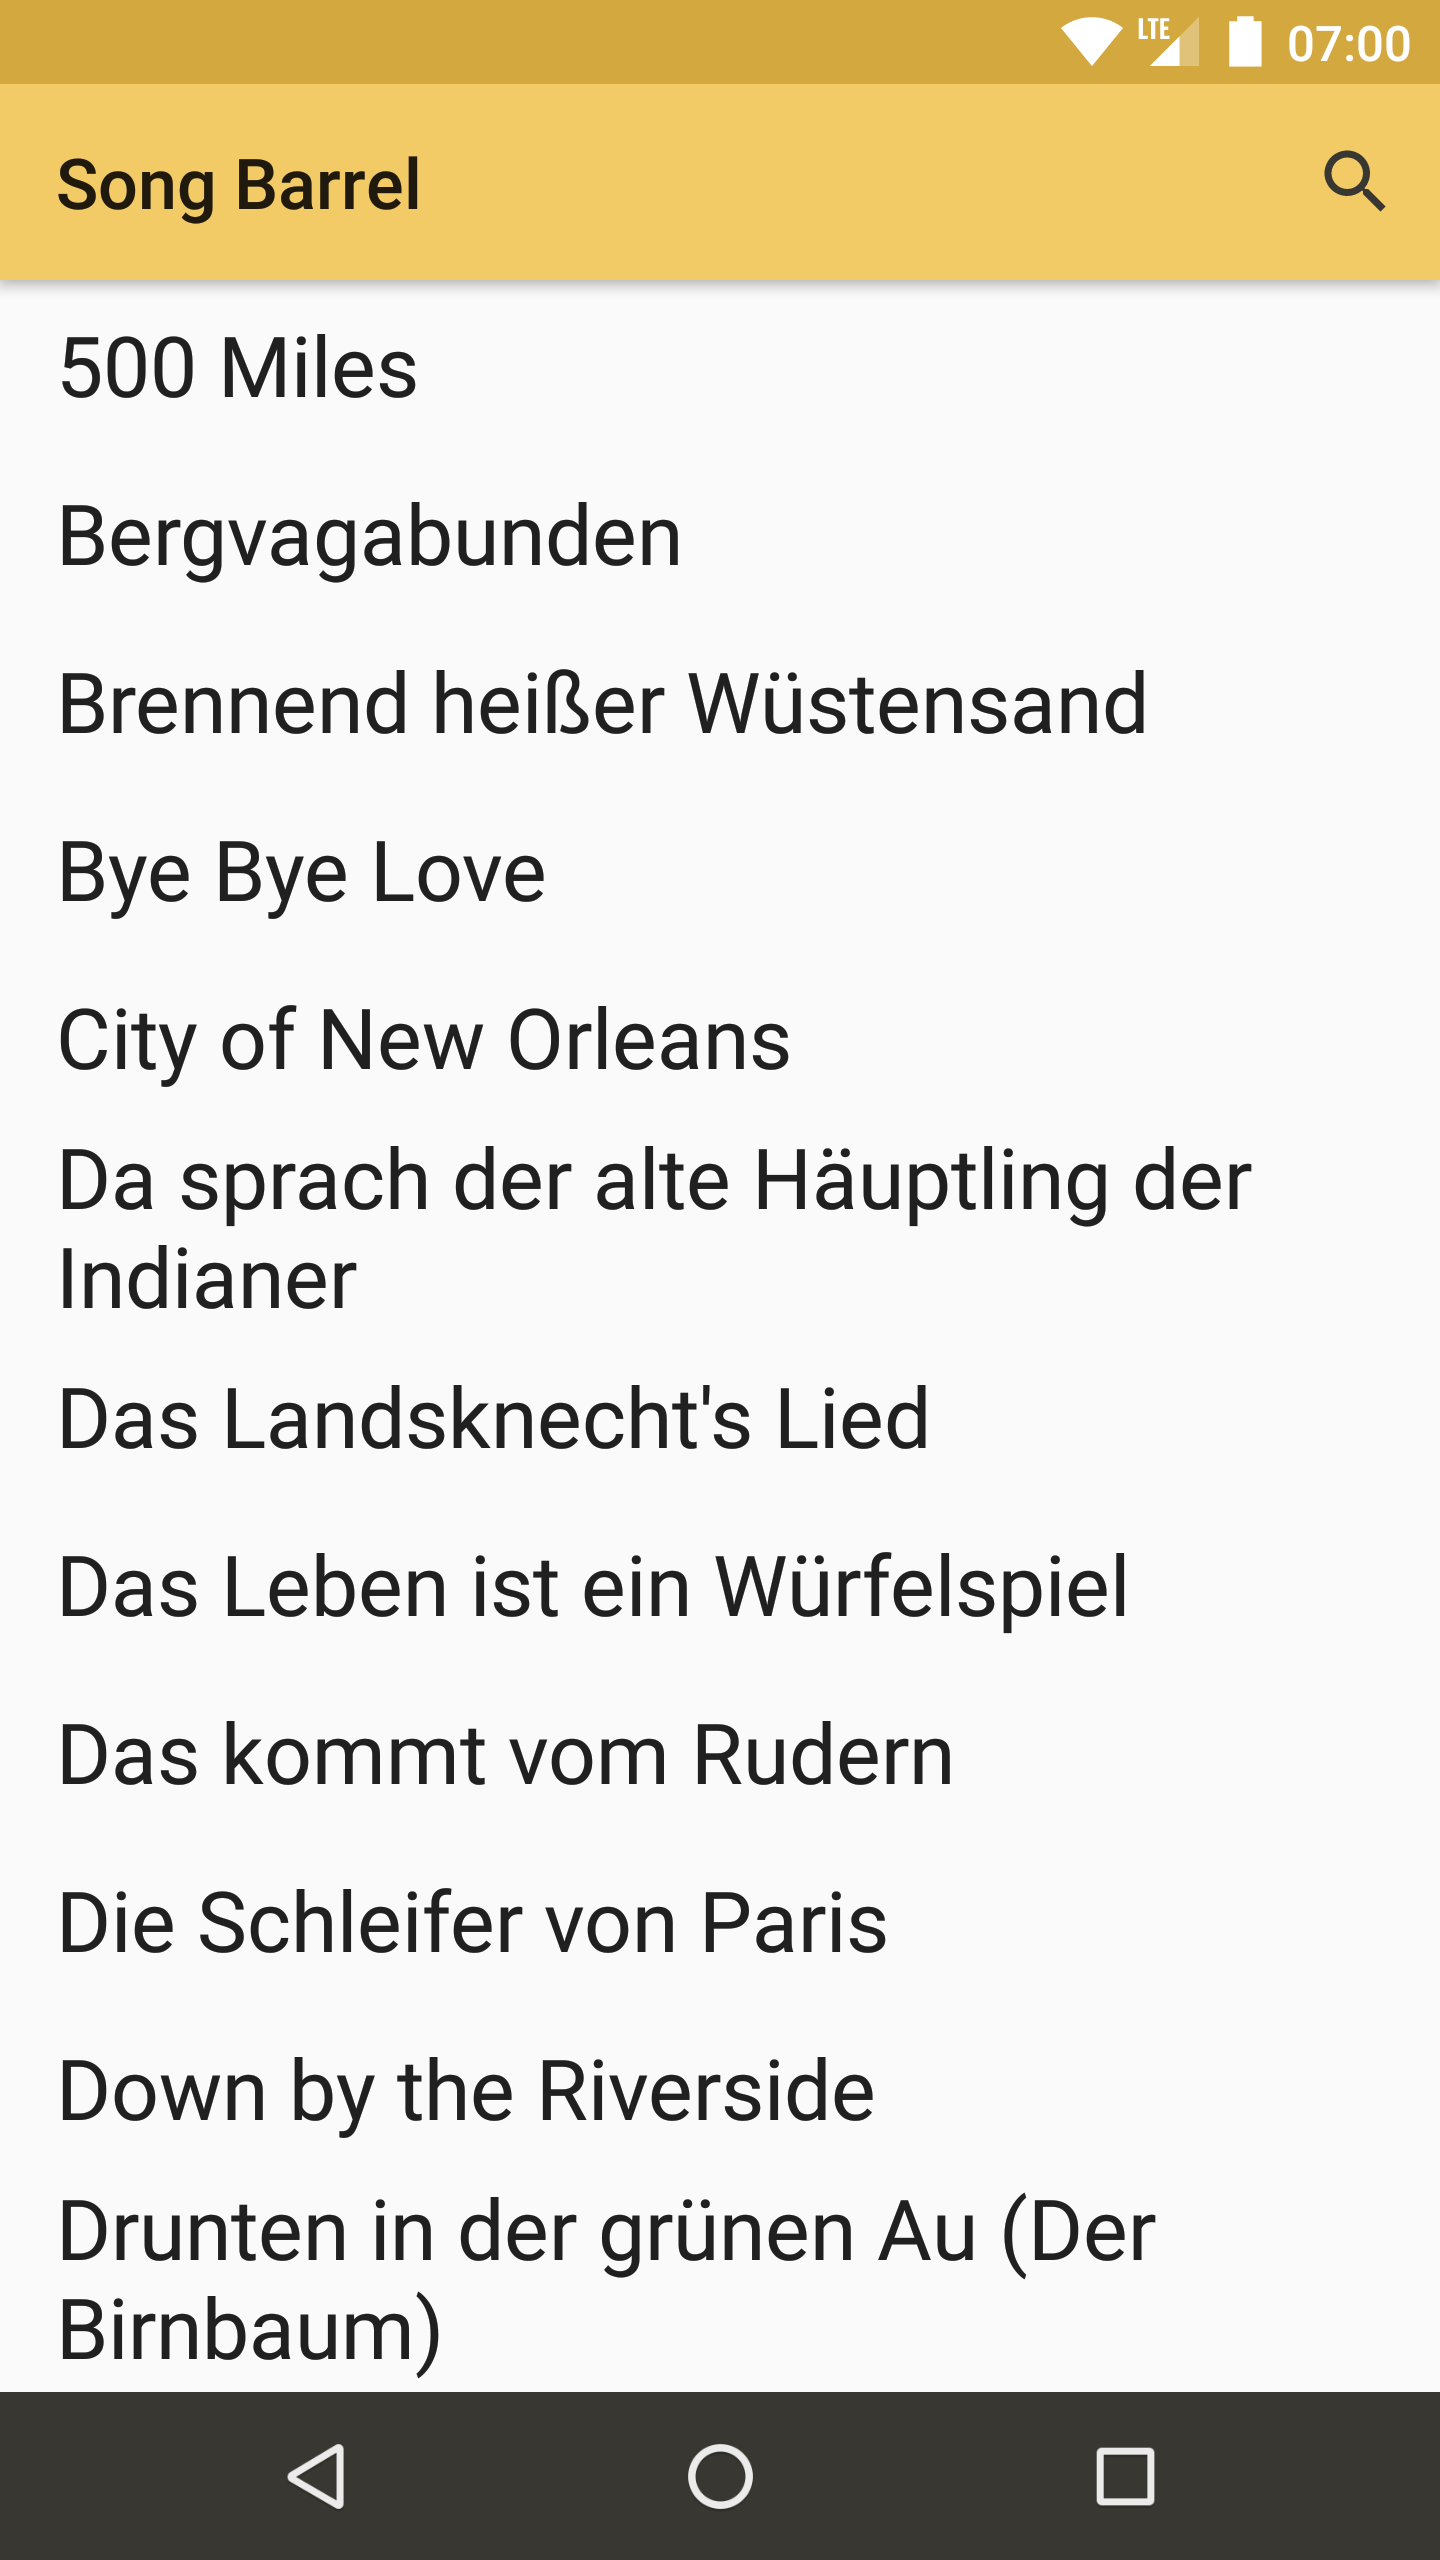 LTE 07:00
Song Barrel
500 Miles
Bergvagabunden
Brennend heißer Wüstensand
Bye Bye Love
City of New Orleans
Da sprach der alte Häuptling der
Indianer
Das Landsknecht's Lied
Das Leben ist ein Würfelspiel
Das kommt vom Rudern
Die Schleifer von Paris
Down by the Riverside
Drunten in der grünen Au (Der
Birnbaum)